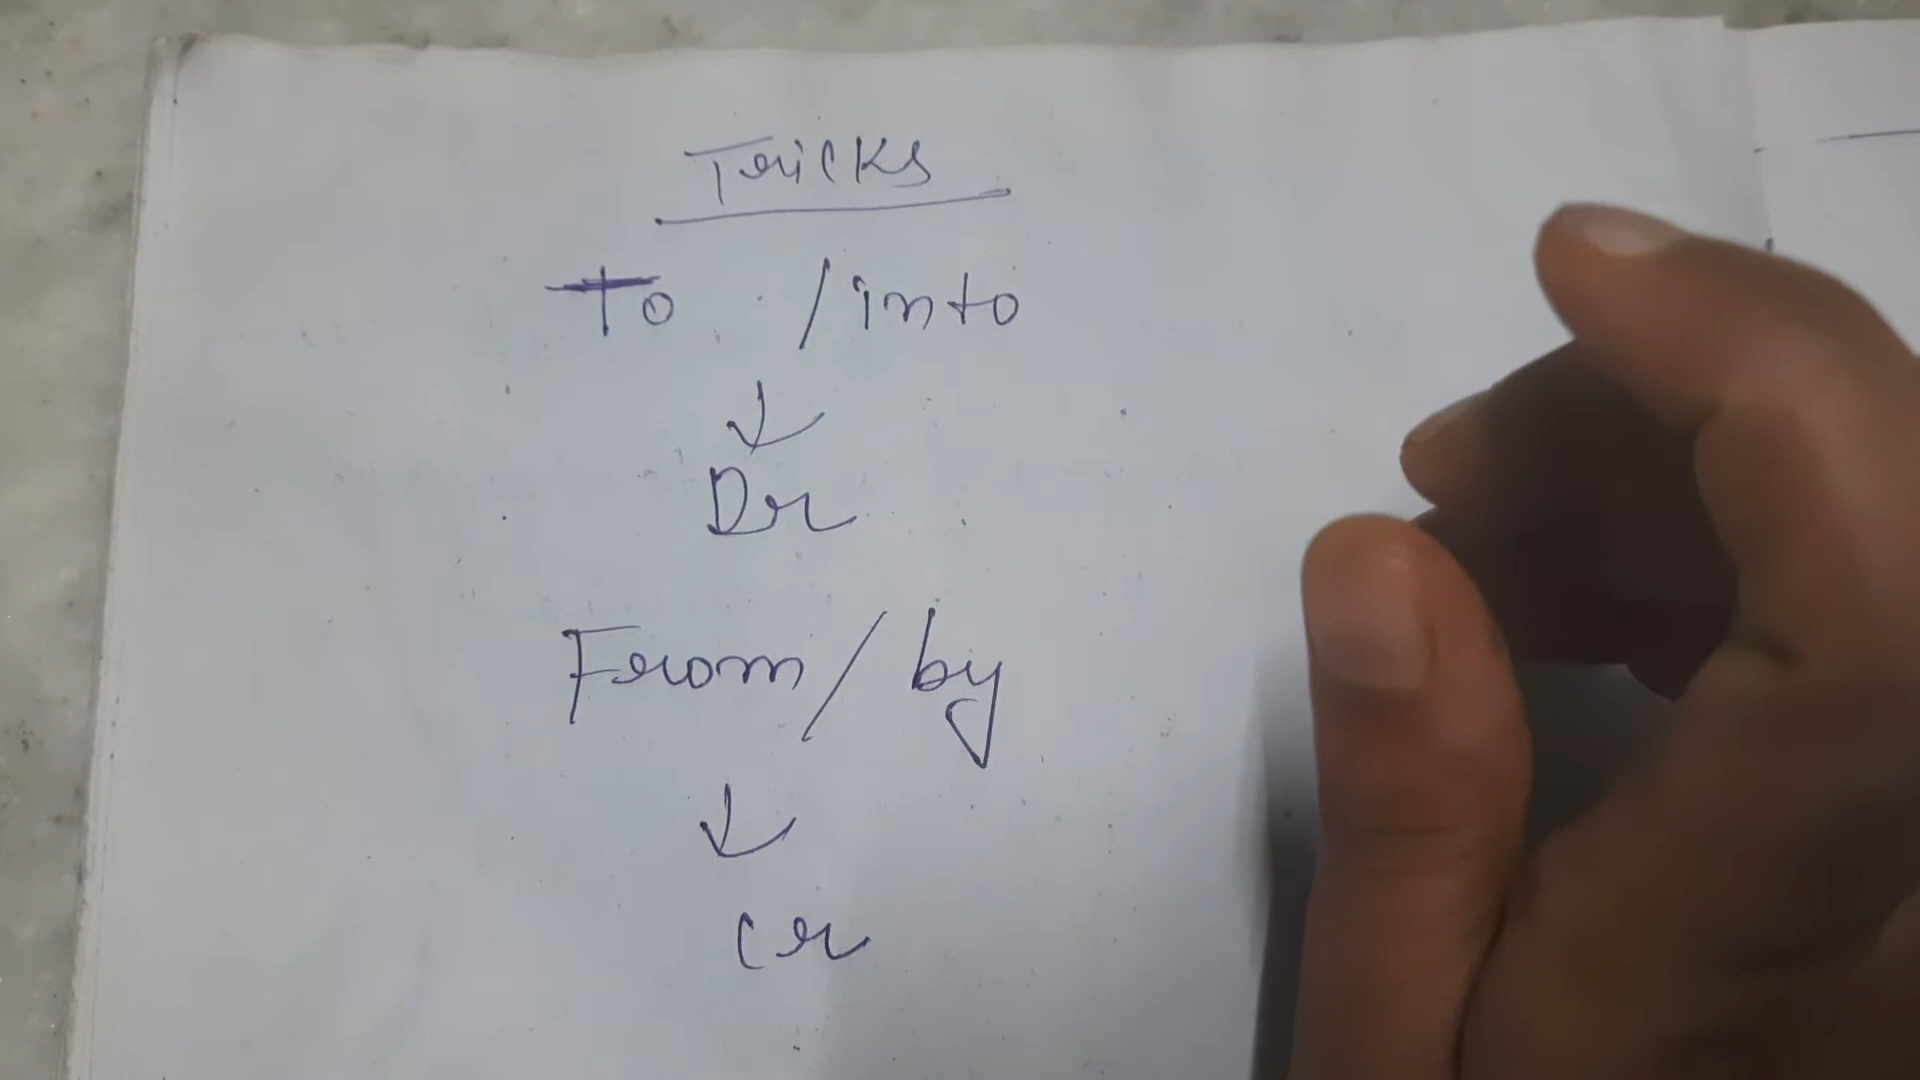 Tricks
To / into
↓
Dr
From / by
↓
Cr